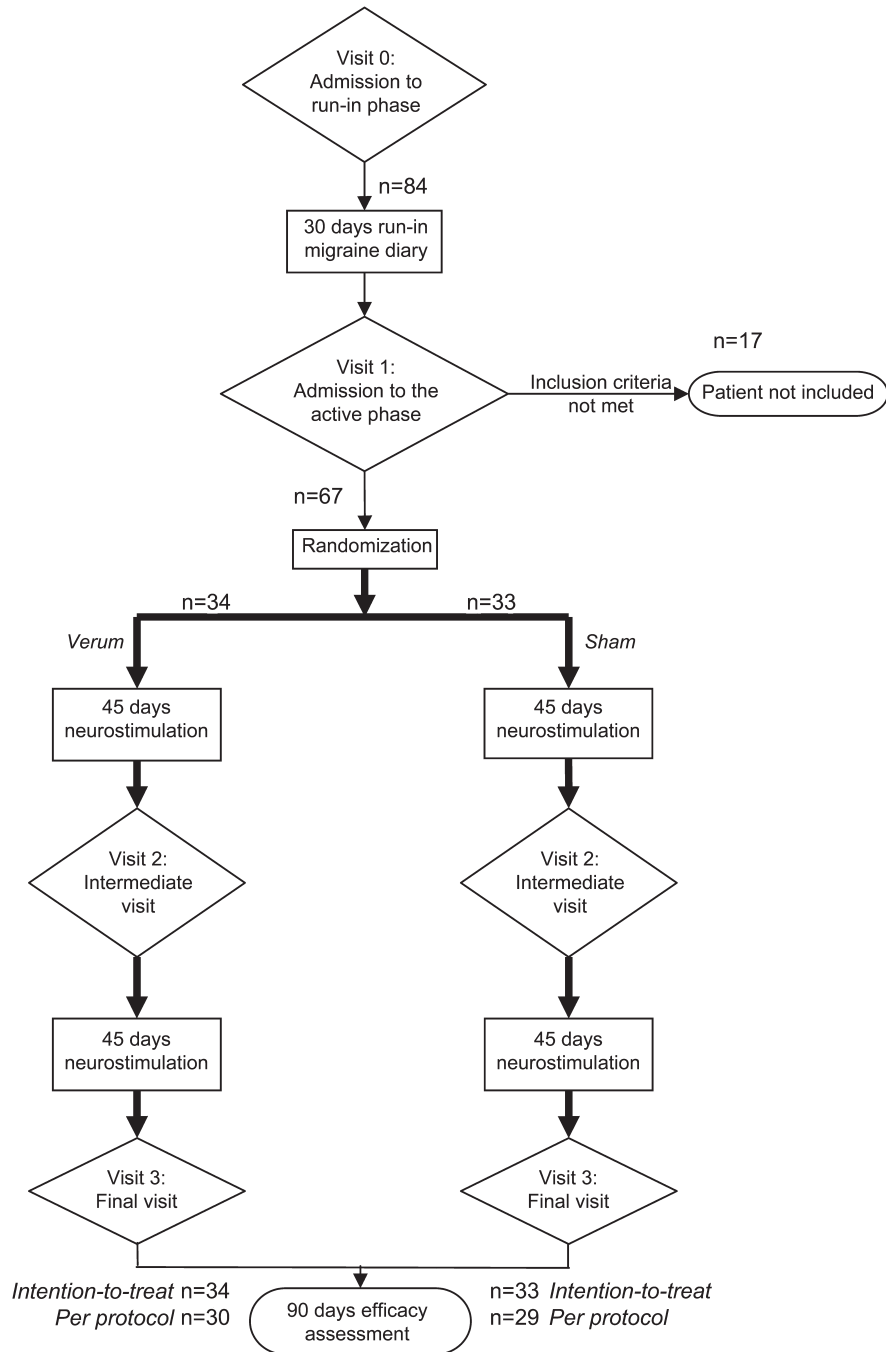 Visit 0:
Admission to
run-in phase
n=84
30 days run-in
migraine diary
n=17
Visit 1:
Admission to the
active phase
Inclusion criteria
not met
Patient not included
n=67
Randomization
n=34
n=33
Verum
Sham
45 days
neurostimulation
45 days
neurostimulation
Visit 2:
Intermediate
visit
Visit 2:
Intermediate
visit
45 days
neurostimulation
45 days
neurostimulation
Visit 3:
Final visit
Visit 3:
Final visit
Intention-to-treat n=34
Per protocol n=30
90 days efficacy
assessment
n=33 Intention-to-treat
n=29 Per protocol